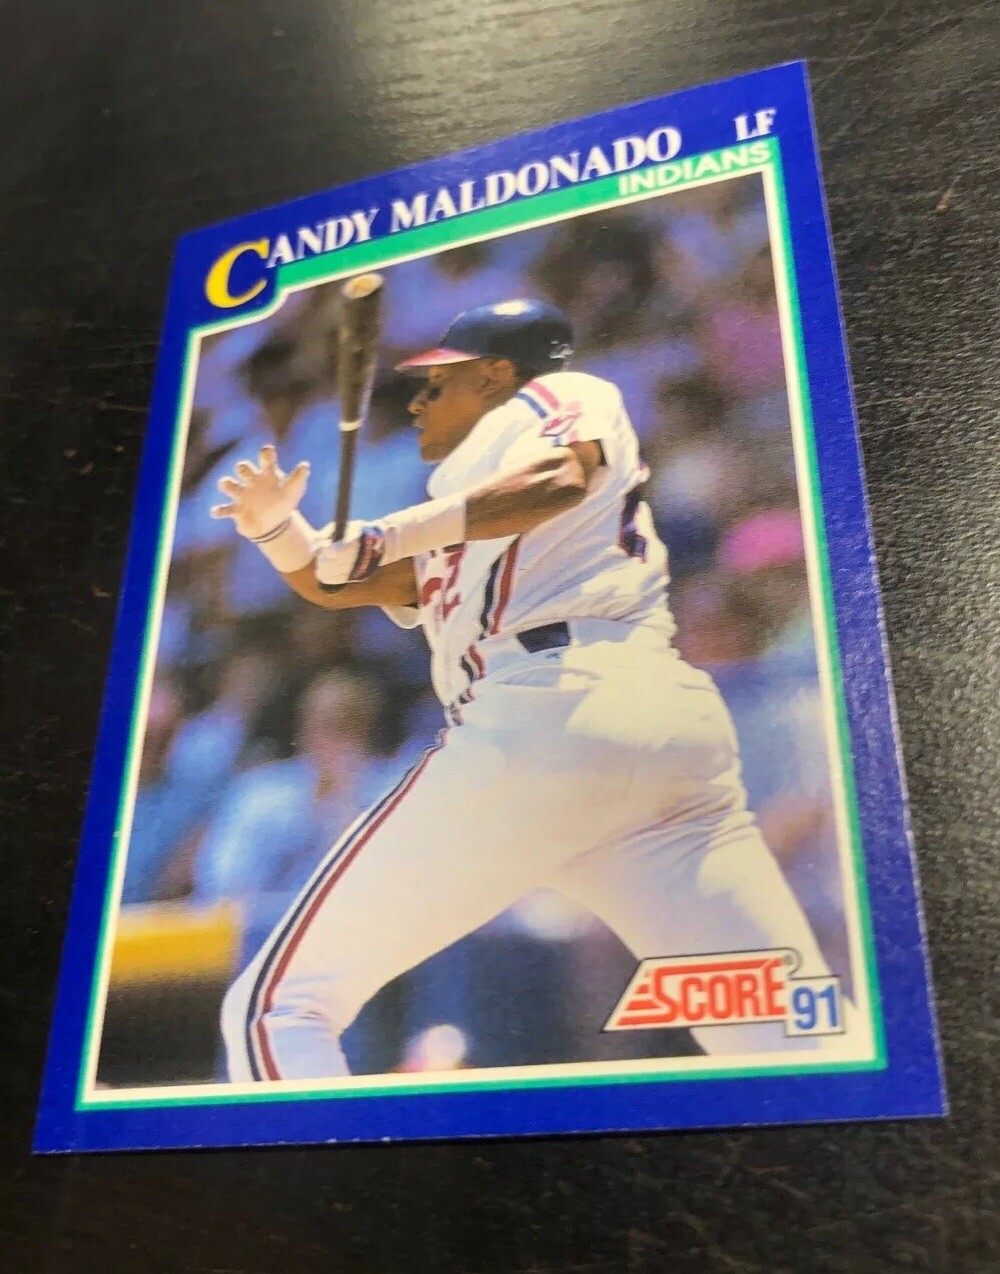 CANDY MALDONADO LF
INDIANS
SCORE®
91